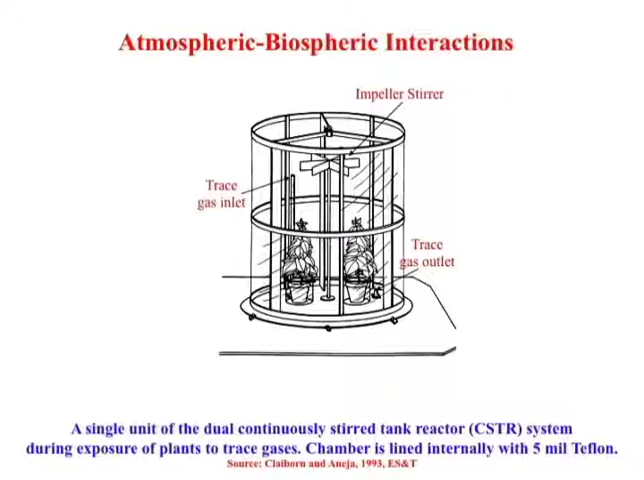 Atmospheric-Biospheric Interactions
Impeller Stirrer
Trace
gas inlet
Trace
gas outlet
A single unit of the dual continuously stirred tank reactor (CSTR) system
during exposure of plants to trace gases. Chamber is lined internally with 5 mil Teflon.
Source: Claiborn and Aneja, 1993, ES&T